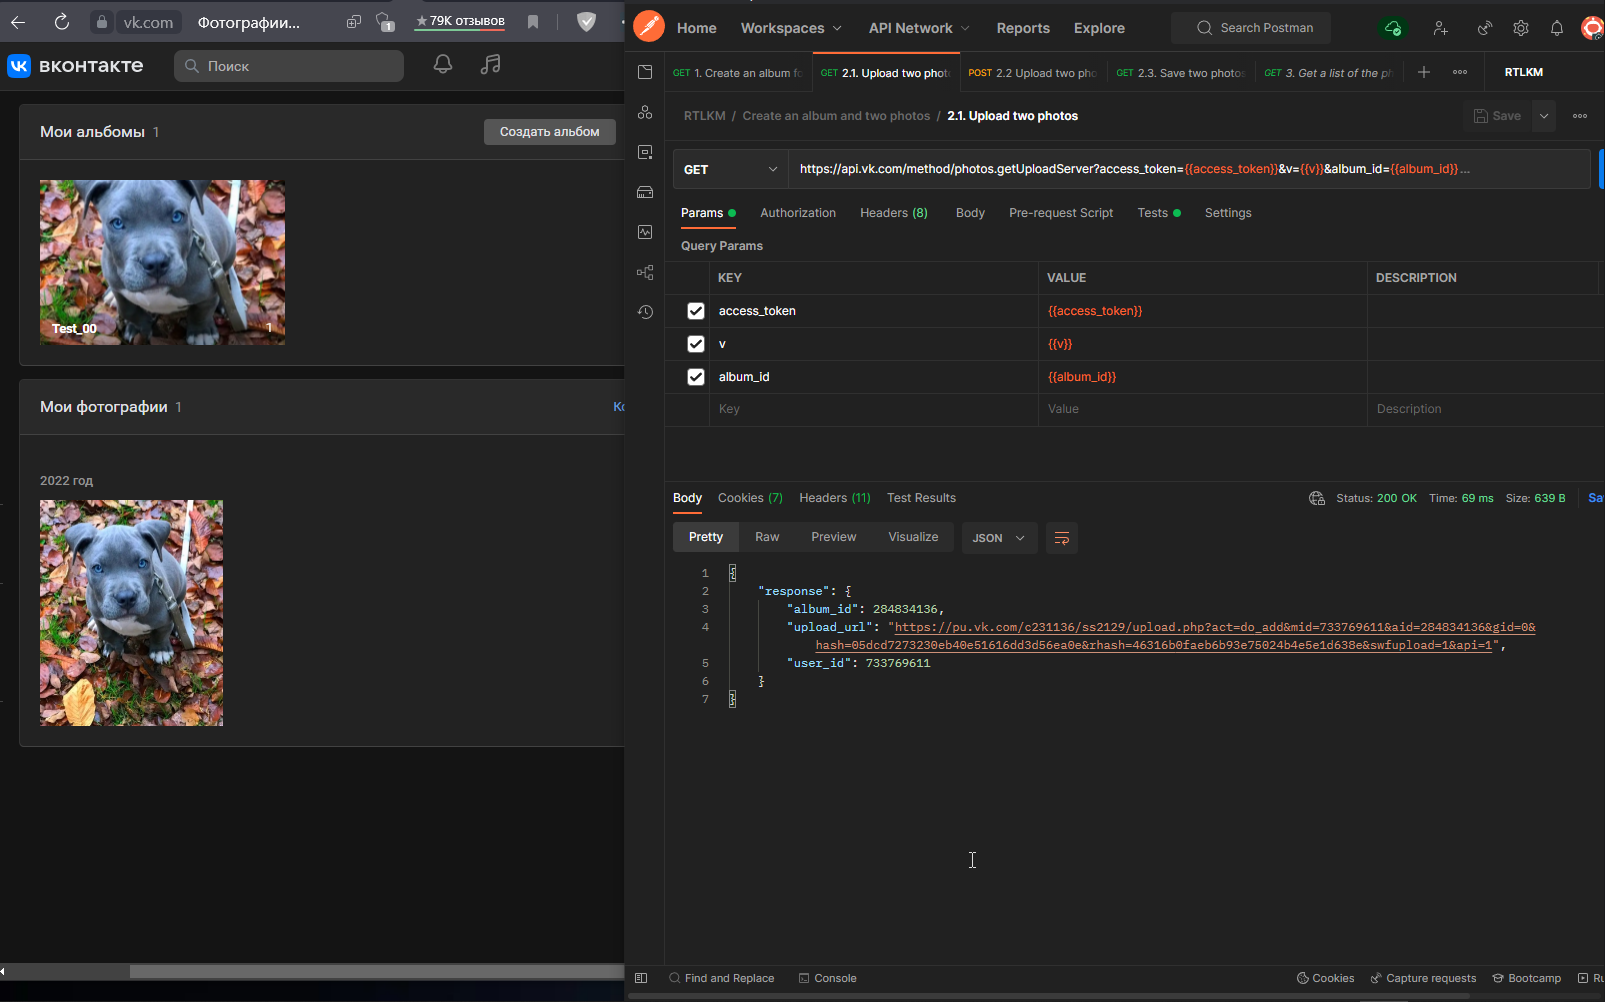 vk.com
Фотографии...
1
★79K отзывов
VK вконтакте
Поиск
Мои альбомы 1
Создать альбом
Test_00
1
Мои фотографии 1
2022 год
Home
Workspaces
API Network
Reports
Explore
Search Postman
GET 1. Create an album fo
GET 2.1. Upload two phot
POST 2.2 Upload two pho
GET 2.3. Save two photos
GET 3. Get a list of the ph
RTLKM
RTLKM / Create an album and two photos / 2.1. Upload two photos
Save
GET
https://api.vk.com/method/photos.getUploadServer?access_token={{access_token}}&v={{v}}&album_id={{album_id}}...
Params
Authorization
Headers (8)
Body
Pre-request Script
Tests
Settings
Query Params
KEY VALUE DESCRIPTION
access_token {{access_token}}
v {{v}}
album_id {{album_id}}
Key Value Description
Body
Cookies (7)
Headers (11)
Test Results
Status: 200 OK Time: 69 ms Size: 639 B
Sa
Pretty
Raw
Preview
Visualize
JSON
1 {
2 "response": {
3 "album_id": 284834136,
4 "upload_url": "https://pu.vk.com/c231136/ss2129/upload.php?act=do_add&mid=733769611&aid=284834136&gid=0&
hash=05dcd7273230eb40e51616dd3d56ea0e&rhash=46316b0faeb6b93e75024b4e5e1d638e&swfupload=1&api=1",
5 "user_id": 733769611
6 }
7 }
Find and Replace
Console
Cookies
Capture requests
Bootcamp
Ru